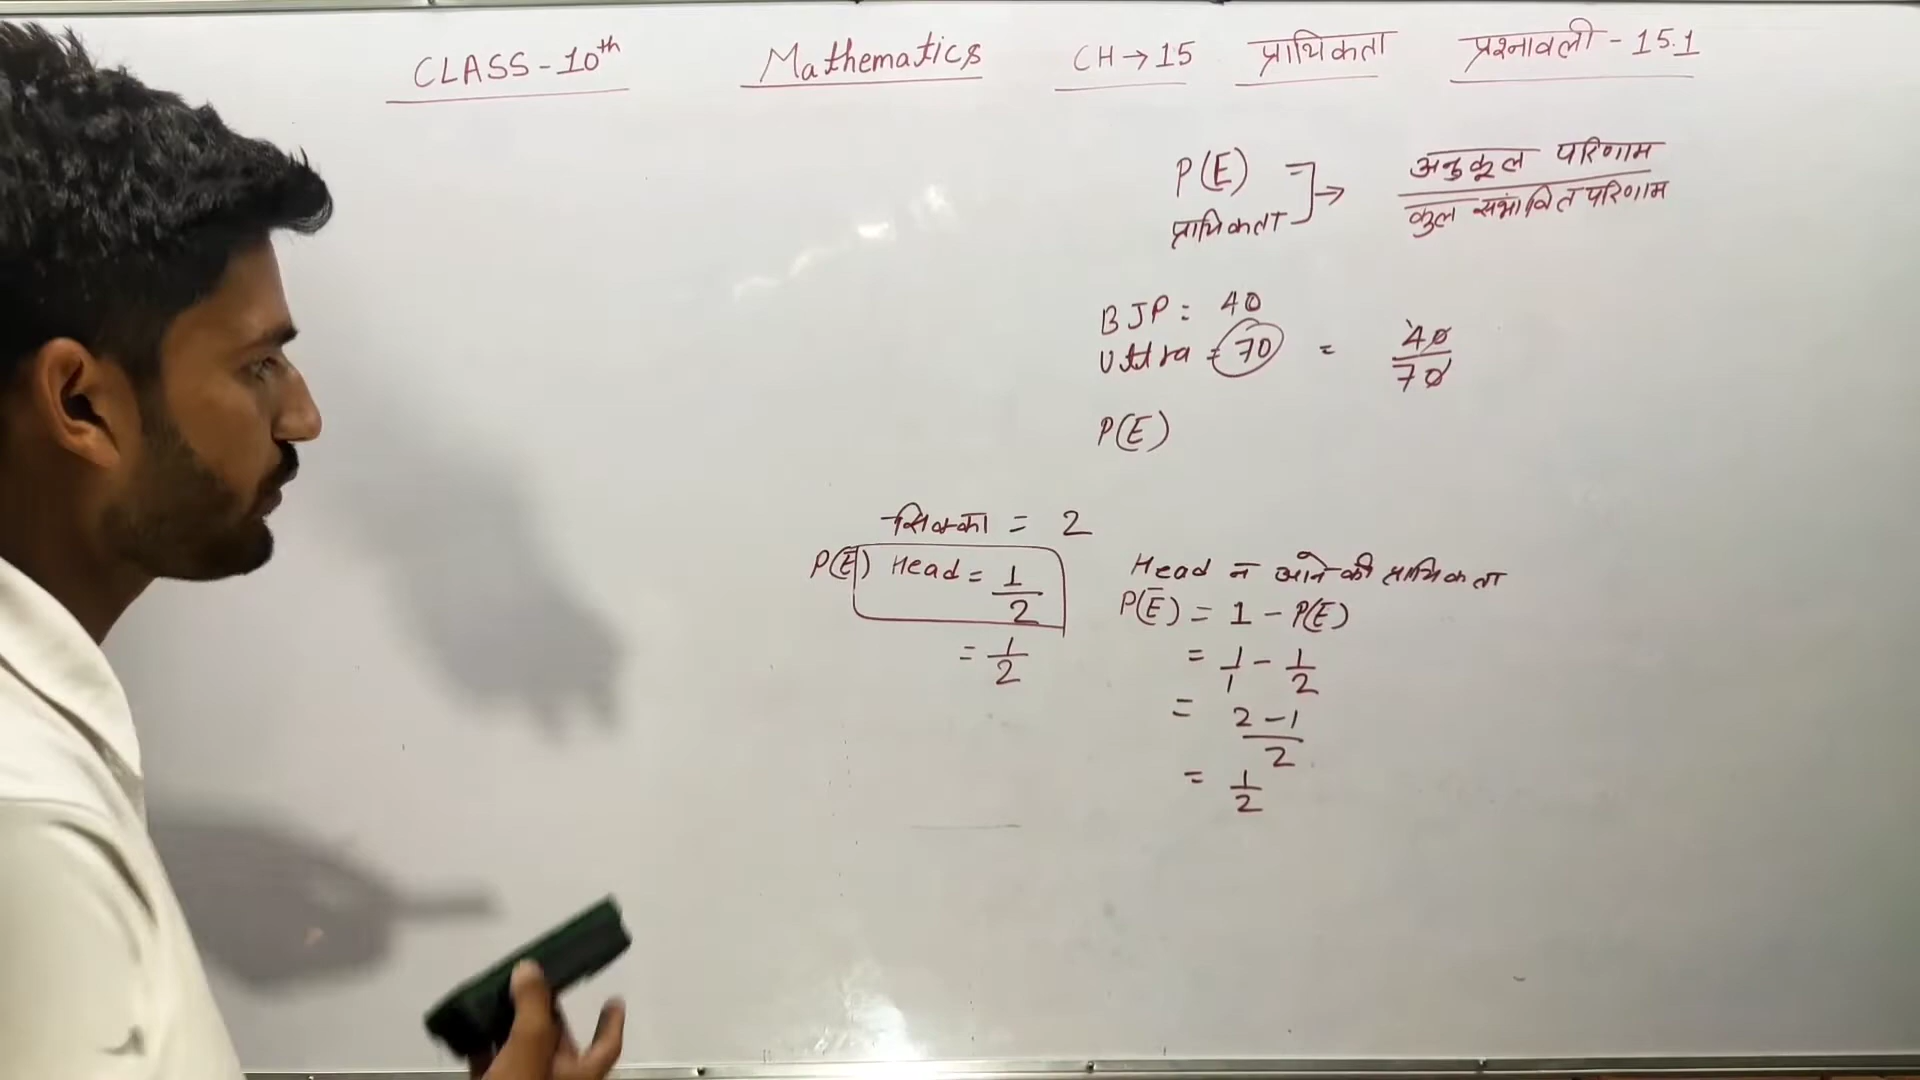 CLASS - 10th Mathematics CH → 15 प्राथिकता प्रश्नावली - 15.1
P(E) = अनुकूल परिणाम
प्राथिकता → कुल संभावित परिणाम
BJP = 40
Uttra = 70 = 40/70
P(E)
सिक्का = 2
P(E) Head = 1/2
= 1/2
Head न आने की प्राथिकता
P(Ē) = 1 - P(E)
= 1/1 - 1/2
= 2-1/2
= 1/2